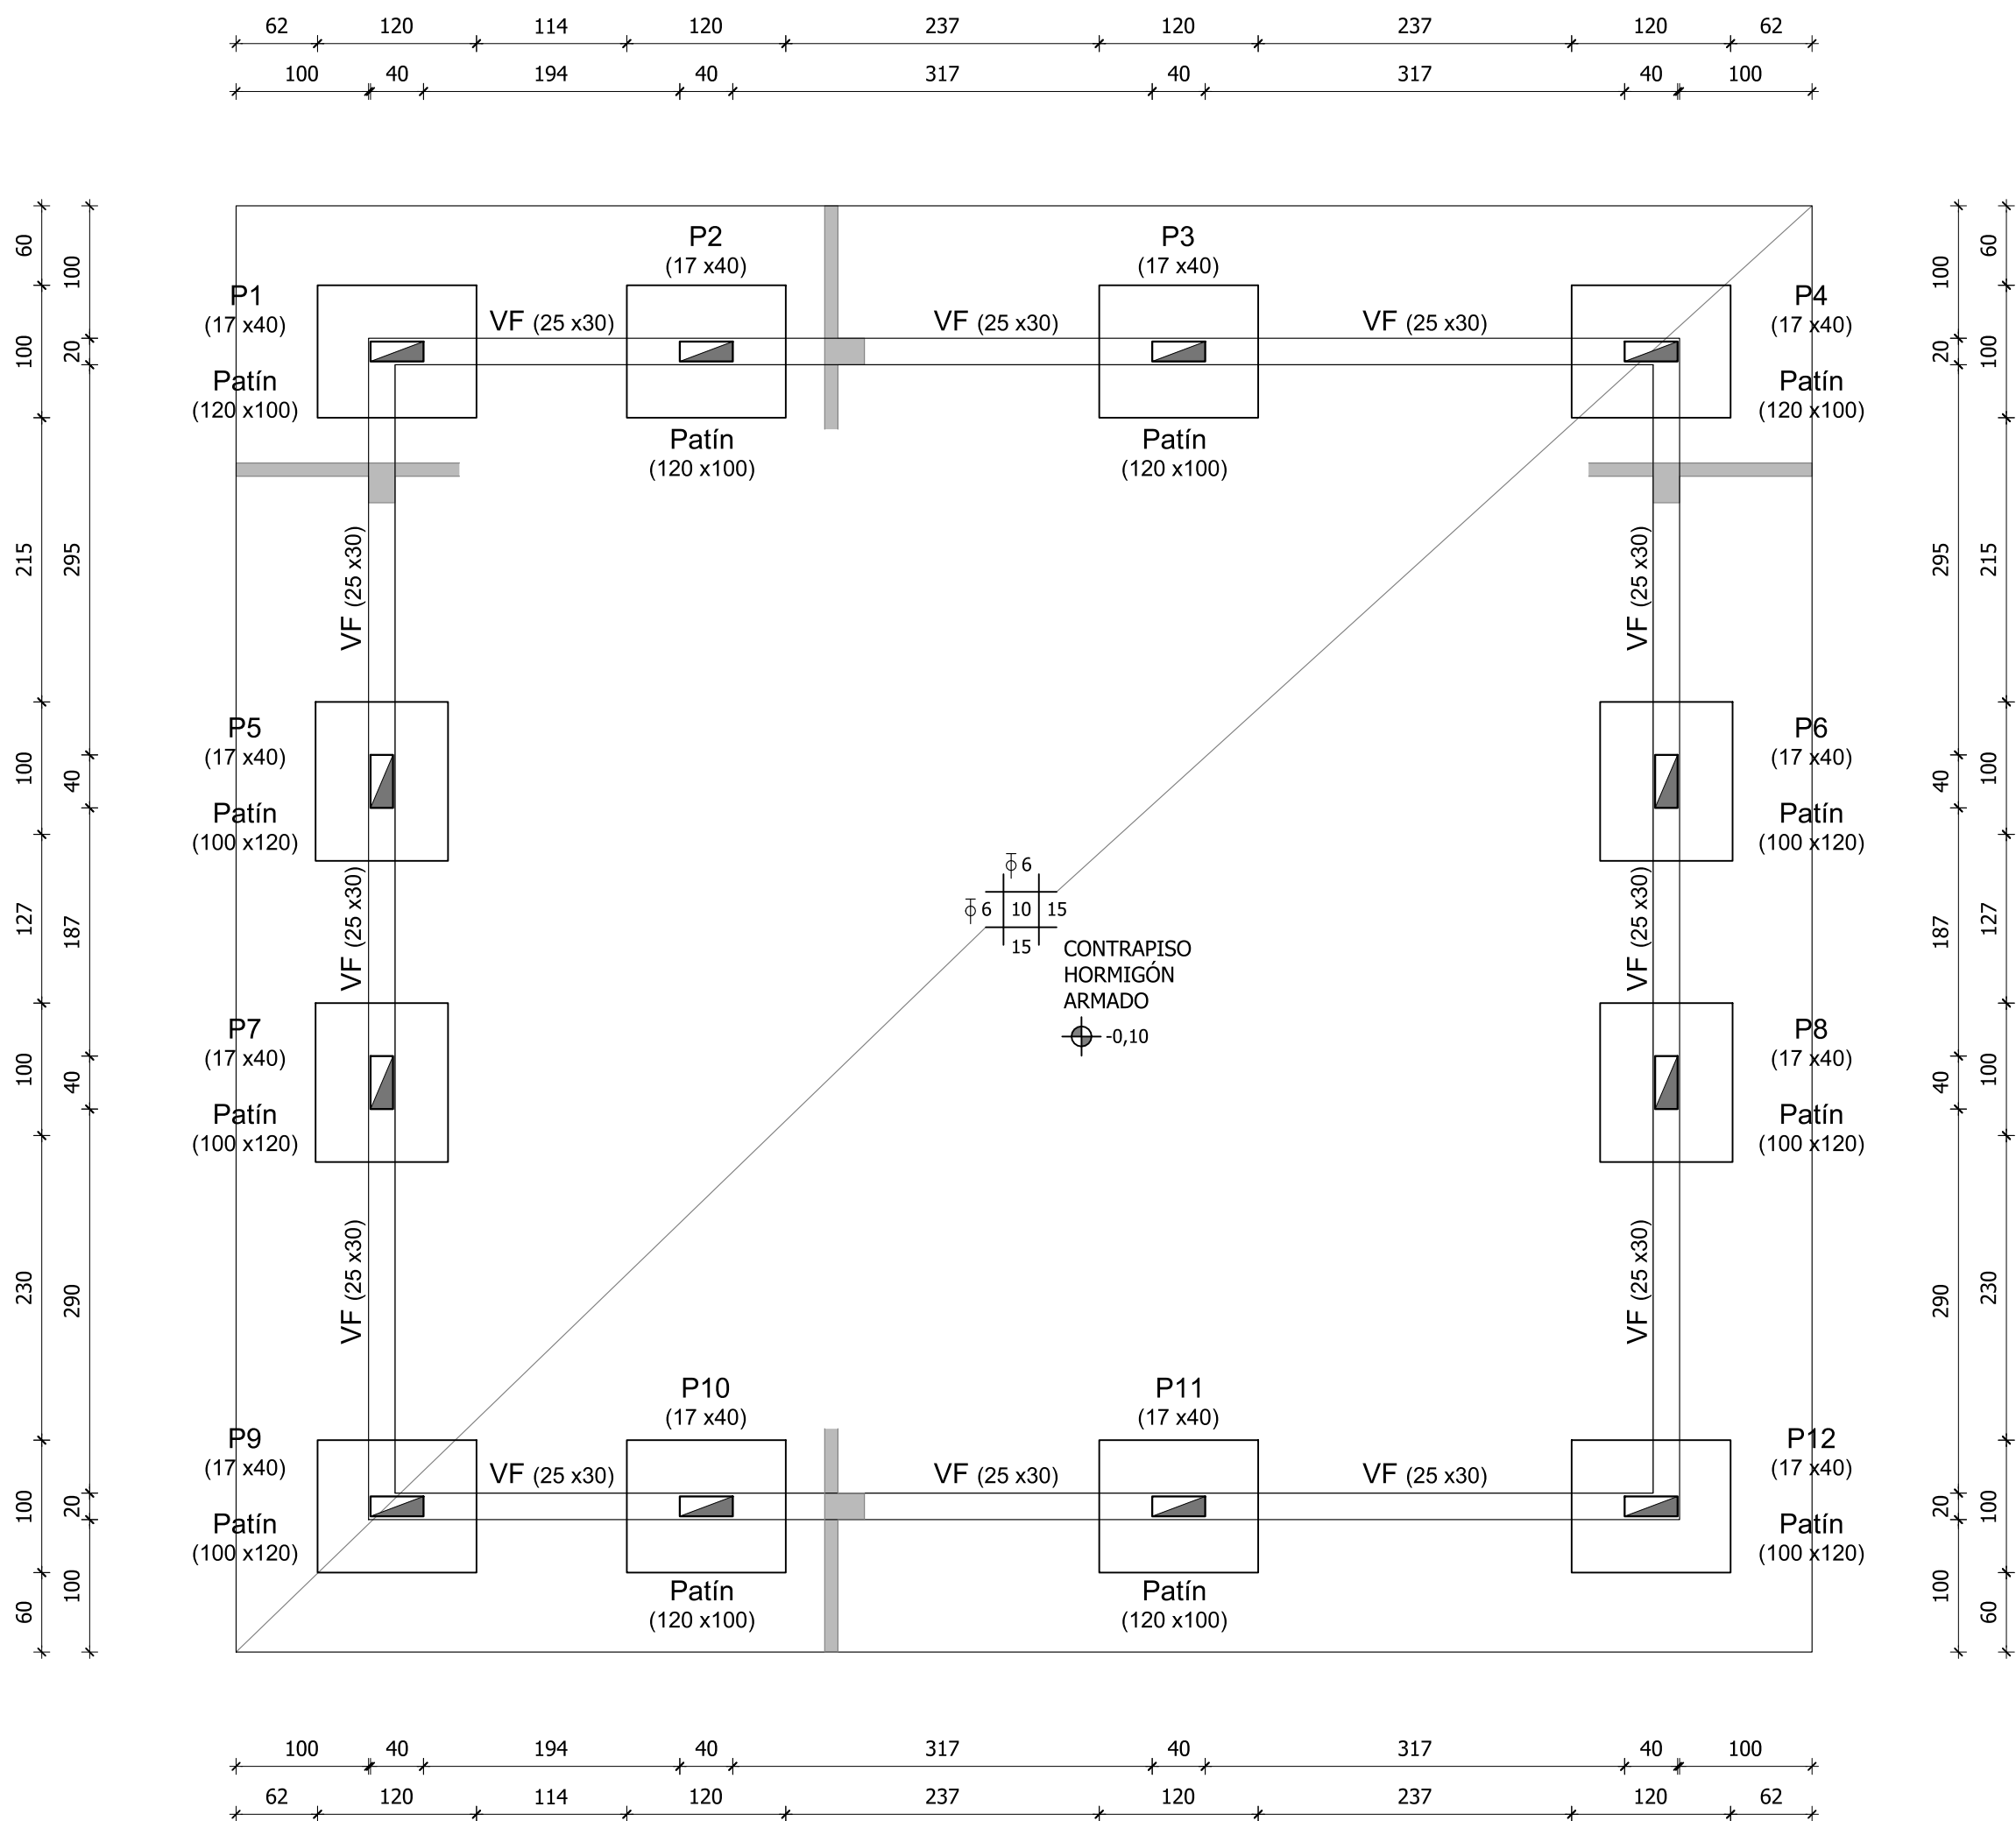 62 120 114 120 237 120 237 120 62
100 40 194 40 317 40 317 40 100
60 100 215 100 127 100 230 100 60
100 20 295 40 187 40 290 20 100
P1
(17 x40)
Patín
(120 x100)
VF (25 x30)
P2
(17 x40)
Patín
(120 x100)
VF (25 x30)
P3
(17 x40)
Patín
(120 x100)
VF (25 x30)
P4
(17 x40)
Patín
(120 x100)
VF (25 x30)
VF (25 x30)
P5
(17 x40)
Patín
(100 x120)
P6
(17 x40)
Patín
(100 x120)
VF (25 x30)
VF (25 x30)
6
6 10 15
15
CONTRAPISO
HORMIGÓN
ARMADO
-0,10
P7
(17 x40)
Patín
(100 x120)
P8
(17 x40)
Patín
(100 x120)
VF (25 x30)
VF (25 x30)
P9
(17 x40)
Patín
(100 x120)
VF (25 x30)
P10
(17 x40)
Patín
(120 x100)
VF (25 x30)
P11
(17 x40)
Patín
(120 x100)
VF (25 x30)
P12
(17 x40)
Patín
(100 x120)
100 20 295 40 187 40 290 20 100
60 100 215 100 127 100 230 100 60
100 40 194 40 317 40 317 40 100
62 120 114 120 237 120 237 120 62